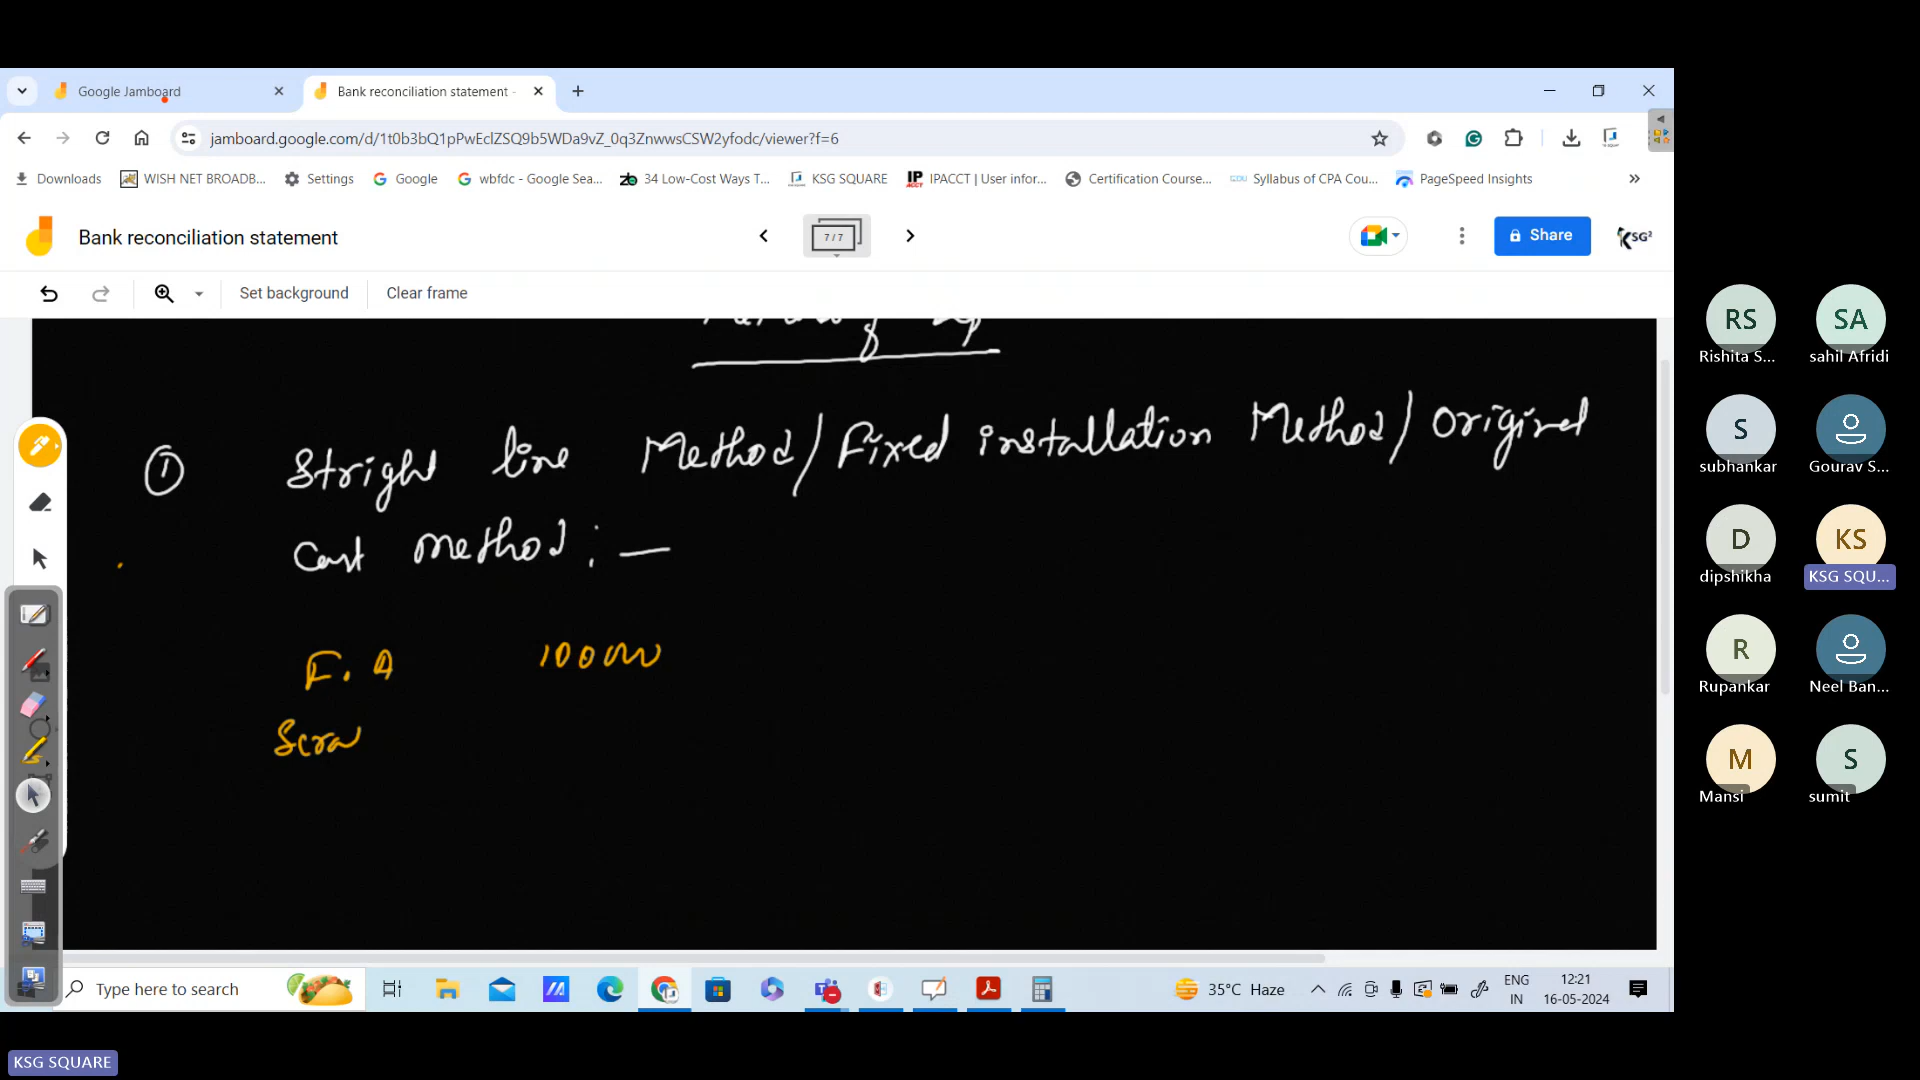 Google Jamboard
Bank reconciliation statement -
jamboard.google.com/d/1t0b3bQ1pPwEclZSQ9b5WDa9vZ_0q3ZnwwsCSW2yfodc/viewer?f=6
Downloads WISH NET BROADB... Settings Google wbfdc - Google Sea... 34 Low-Cost Ways T... KSG SQUARE IPACCT | User infor... Certification Course... Syllabus of CPA Cou... PageSpeed Insights »
Bank reconciliation statement
7 / 7
Share
KSG²
Set background Clear frame
① Stright line Method/Fixed installation Method/Original
Cost method : —
F. A 10000
Scra
RS SA
Rishita S... sahil Afridi
S
subhankar Gourav S...
D KS
dipshikha KSG SQU...
R
Rupankar Neel Ban...
M S
Mansi sumit
Type here to search
35°C Haze
ENG
IN
12:21
16-05-2024
KSG SQUARE